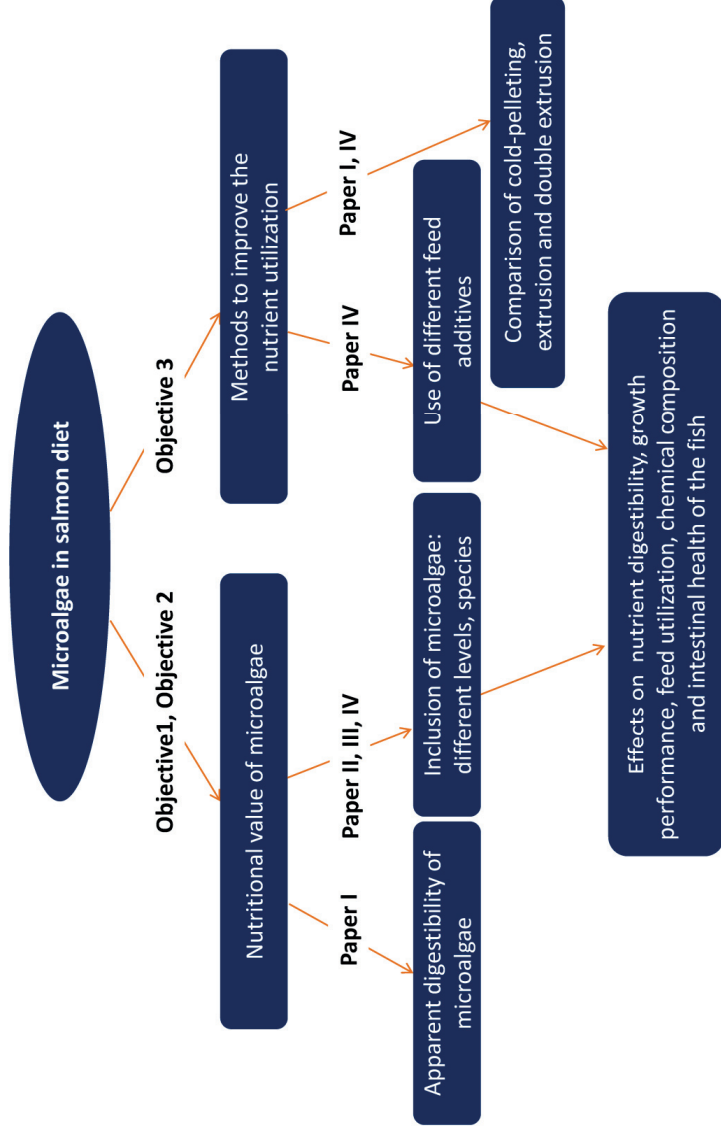 Microalgae in salmon diet
Objective1, Objective 2
Objective 3
Nutritional value of microalgae
Methods to improve the
nutrient utilization
Paper I
Paper II, III, IV
Paper IV
Paper I, IV
Apparent digestibility of
microalgae
Inclusion of microalgae:
different levels, species
Use of different feed
additives
Comparison of cold-pelleting,
extrusion and double extrusion
Effects on nutrient digestibility, growth
performance, feed utilization, chemical composition
and intestinal health of the fish